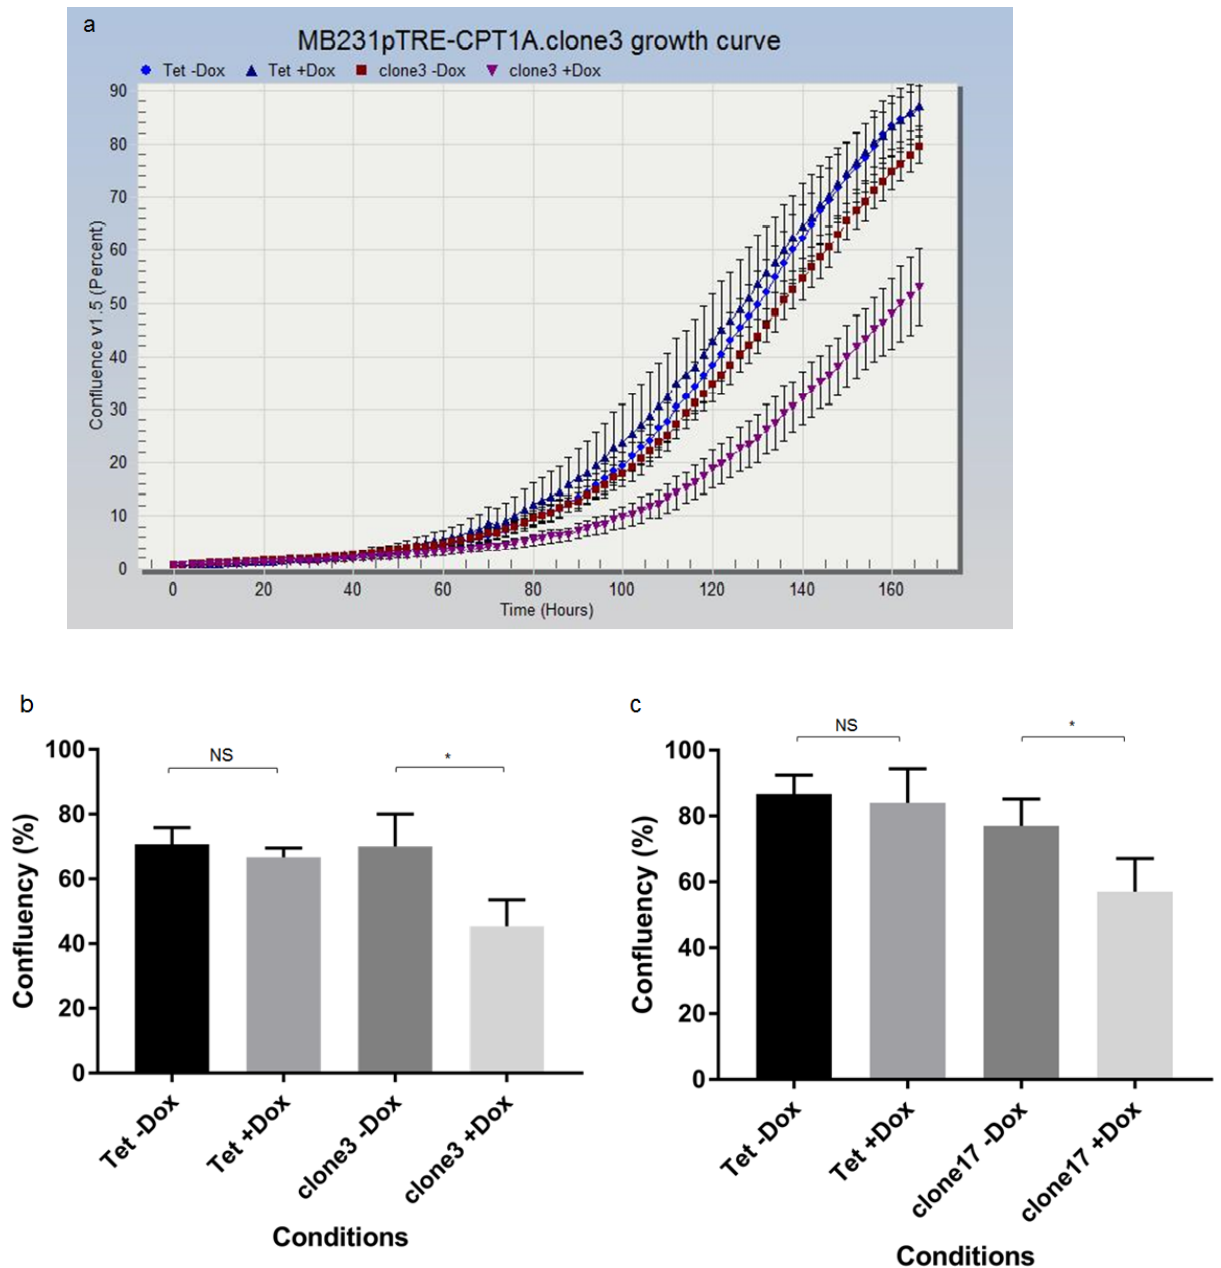 a
MB231pTRE-CPT1A.clone3 growth curve
Tet -Dox Tet +Dox clone3 -Dox clone3 +Dox
Confluence v1.5 (Percent)
90
80
70
60
50
40
30
20
10
0
0 20 40 60 80 100 120 140 160
Time (Hours)
b
NS *
Confluency (%)
100
80
60
40
20
0
Tet -Dox
Tet +Dox
clone3 -Dox
clone3 +Dox
Conditions
c
NS *
Confluency (%)
100
80
60
40
20
0
Tet -Dox
Tet +Dox
clone17 -Dox
clone17 +Dox
Conditions